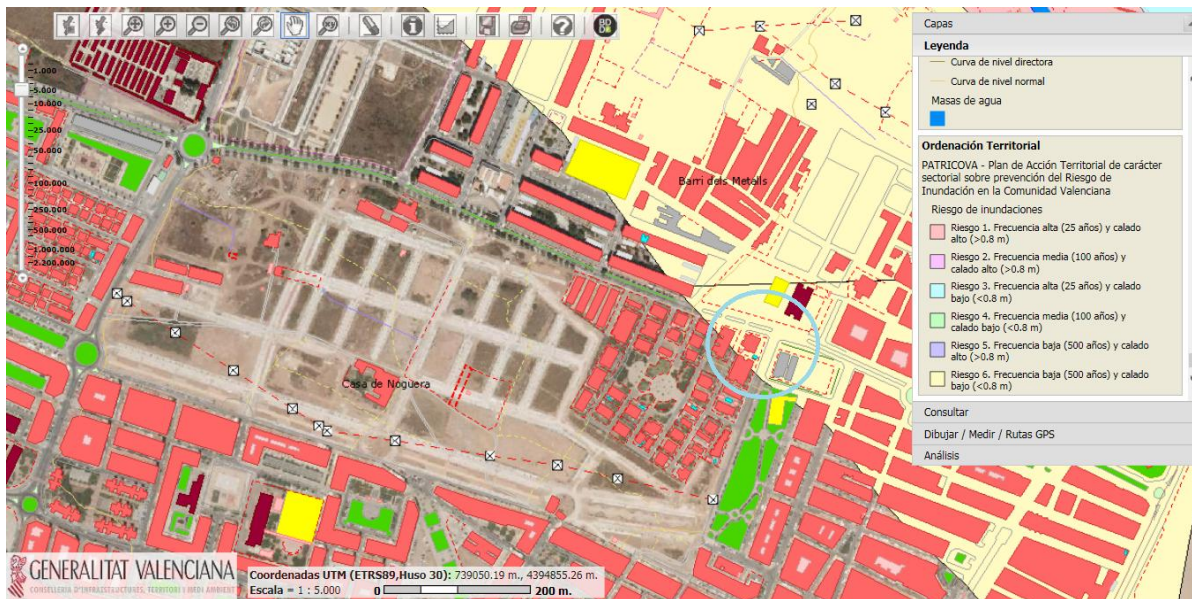 Capas
Leyenda
Curva de nivel directora
Curva de nivel normal
Masas de agua
Ordenación Territorial
PATRICOVA - Plan de Acción Territorial de carácter
sectorial sobre prevención del Riesgo de
Inundación en la Comunidad Valenciana
Riesgo de inundaciones
Riesgo 1. Frecuencia alta (25 años) y calado
alto (>0.8 m)
Riesgo 2. Frecuencia media (100 años) y
calado alto (>0.8 m)
Riesgo 3. Frecuencia alta (25 años) y calado
bajo (<0.8 m)
Riesgo 4. Frecuencia media (100 años) y
calado bajo (<0.8 m)
Riesgo 5. Frecuencia baja (500 años) y calado
alto (>0.8 m)
Riesgo 6. Frecuencia baja (500 años) y calado
bajo (<0.8 m)
Consultar
Dibujar / Medir / Rutas GPS
Análisis
1.000
5.000
10.000
25.000
50.000
100.000
250.000
500.000
1.000.000
2.200.000
Barri dels Metalls
Casa de Noguera
GENERALITAT VALENCIANA
CONSELLERIA D'INFRAESTRUCTURES, TERRITORI I MEDI AMBIENT
Coordenadas UTM (ETRS89,Huso 30): 739050.19 m., 4394855.26 m.
Escala = 1 : 5.000 0 200 m.